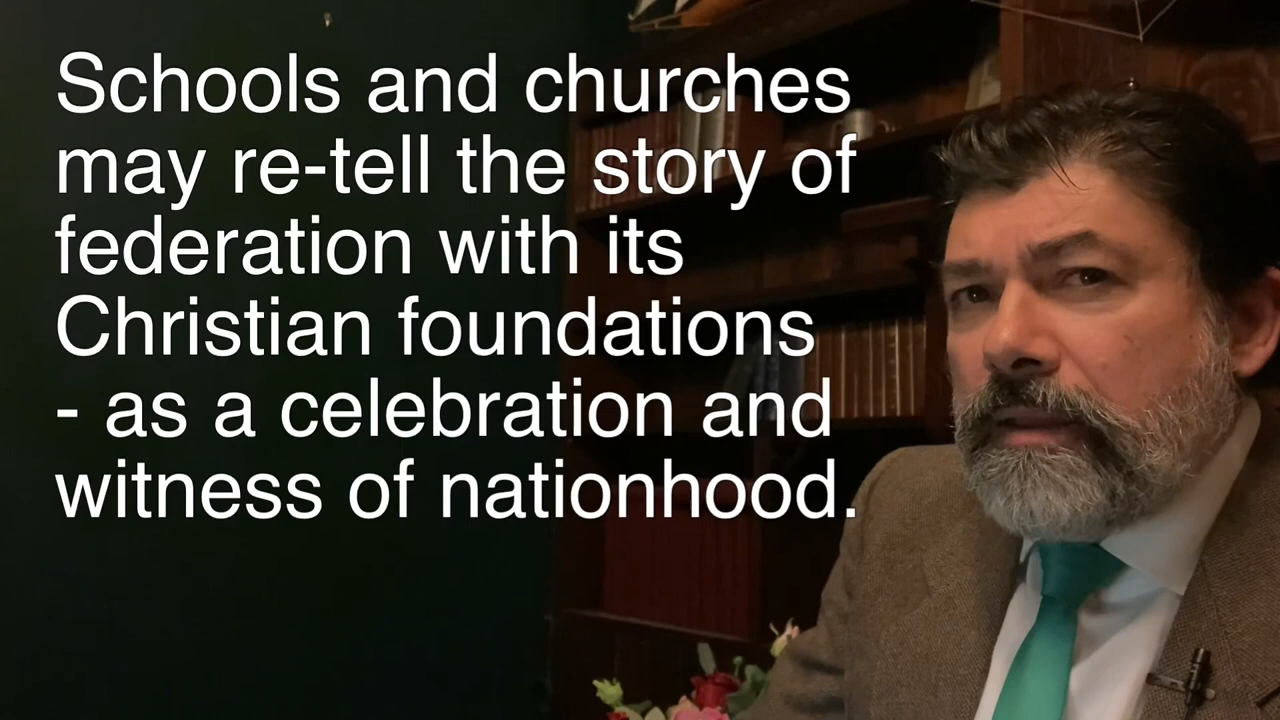 Schools and churches
may re-tell the story of
federation with its
Christian foundations
- as a celebration and
witness of nationhood.